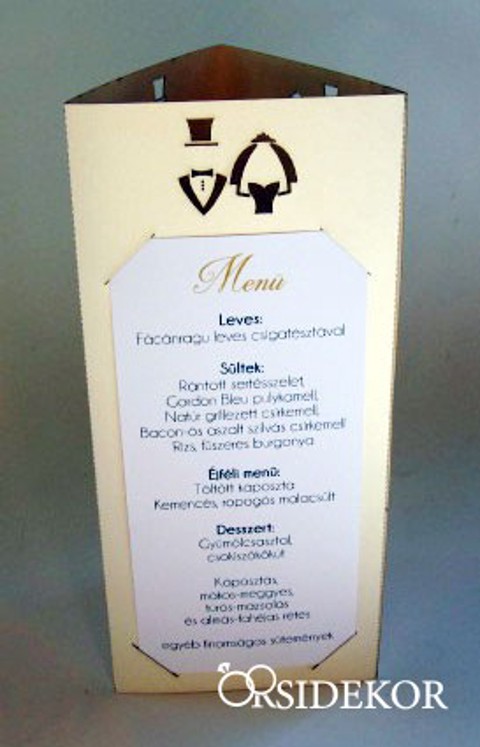 Menü
Leves:
Fácánragu leves csigatésztával
Sültek:
Rántott sertésszelet,
Gordon Bleu pulykamell,
Natúr grillezett csirkemell,
Bacon-ös aszalt szilvás csirkemell
Rizs, fűszeres burgonya
Éjféli menü:
Töltött káposzta
Kemencés, ropogós malacsült
Desszert:
Gyümölcsasztal,
csokiszökőkút
Káposztás,
mákos-meggyes,
túrós-mazsolás
és almás-fahéjas rétes
egyéb finomságos sütemények
ORSIDEKOR